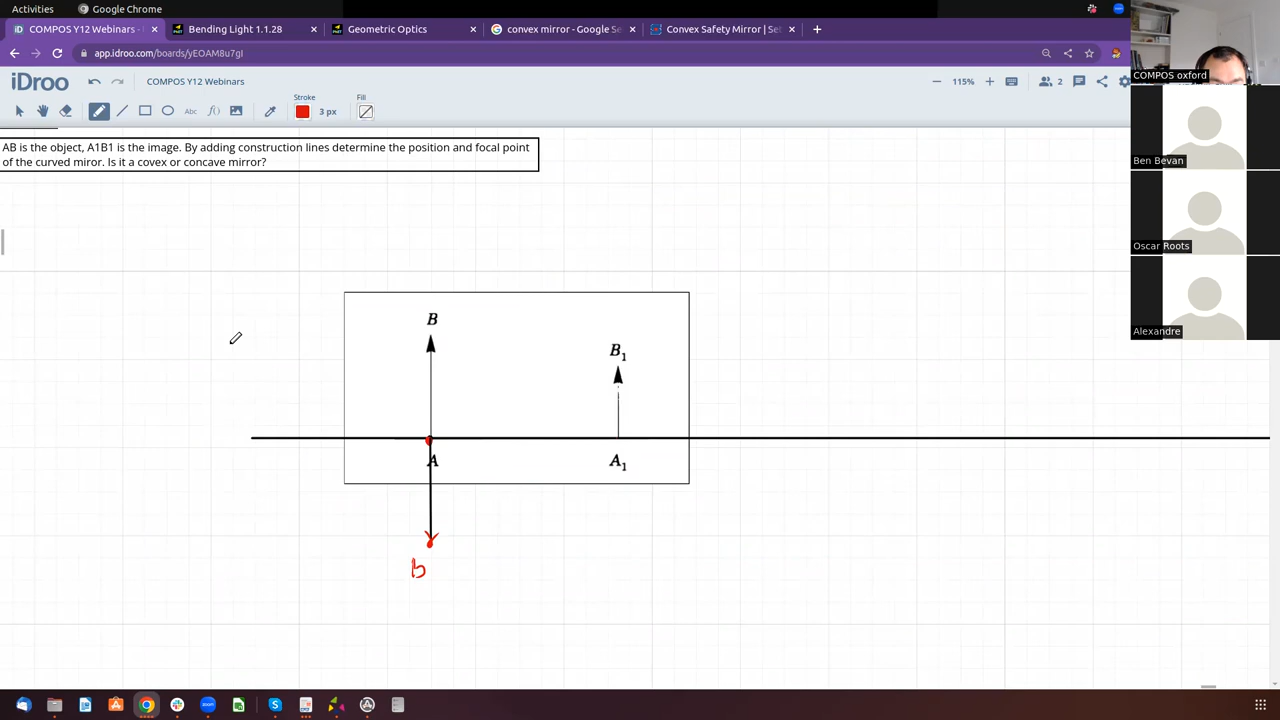 Activities
Google Chrome
COMPOS Y12 Webinars -
Bending Light 1.1.28
Geometric Optics
convex mirror - Google Se
Convex Safety Mirror | Set
app.idroo.com/boards/yEOAM8u7gI
iDroo
COMPOS Y12 Webinars
115%
2
Abc
f()
Stroke
3 px
Fill
AB is the object, A1B1 is the image. By adding construction lines determine the position and focal point
of the curved miror. Is it a covex or concave mirror?
B
B1
A
A1
b
COMPOS oxford
Ben Bevan
Oscar Roots
Alexandre